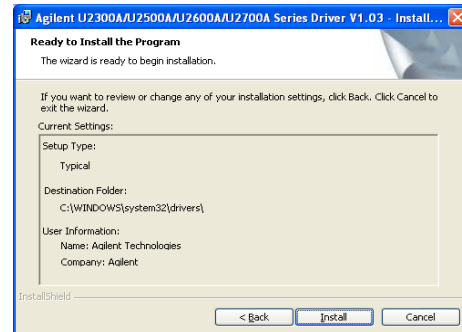 Agilent U2300A/U2500A/U2600A/U2700A Series Driver V1.03 - Install...
Ready to Install the Program
The wizard is ready to begin installation.
If you want to review or change any of your installation settings, click Back. Click Cancel to
exit the wizard.
Current Settings:
Setup Type:
Typical
Destination Folder:
C:\WINDOWS\system32\drivers\
User Information:
Name: Agilent Technologies
Company: Agilent
InstallShield
< Back
Install
Cancel